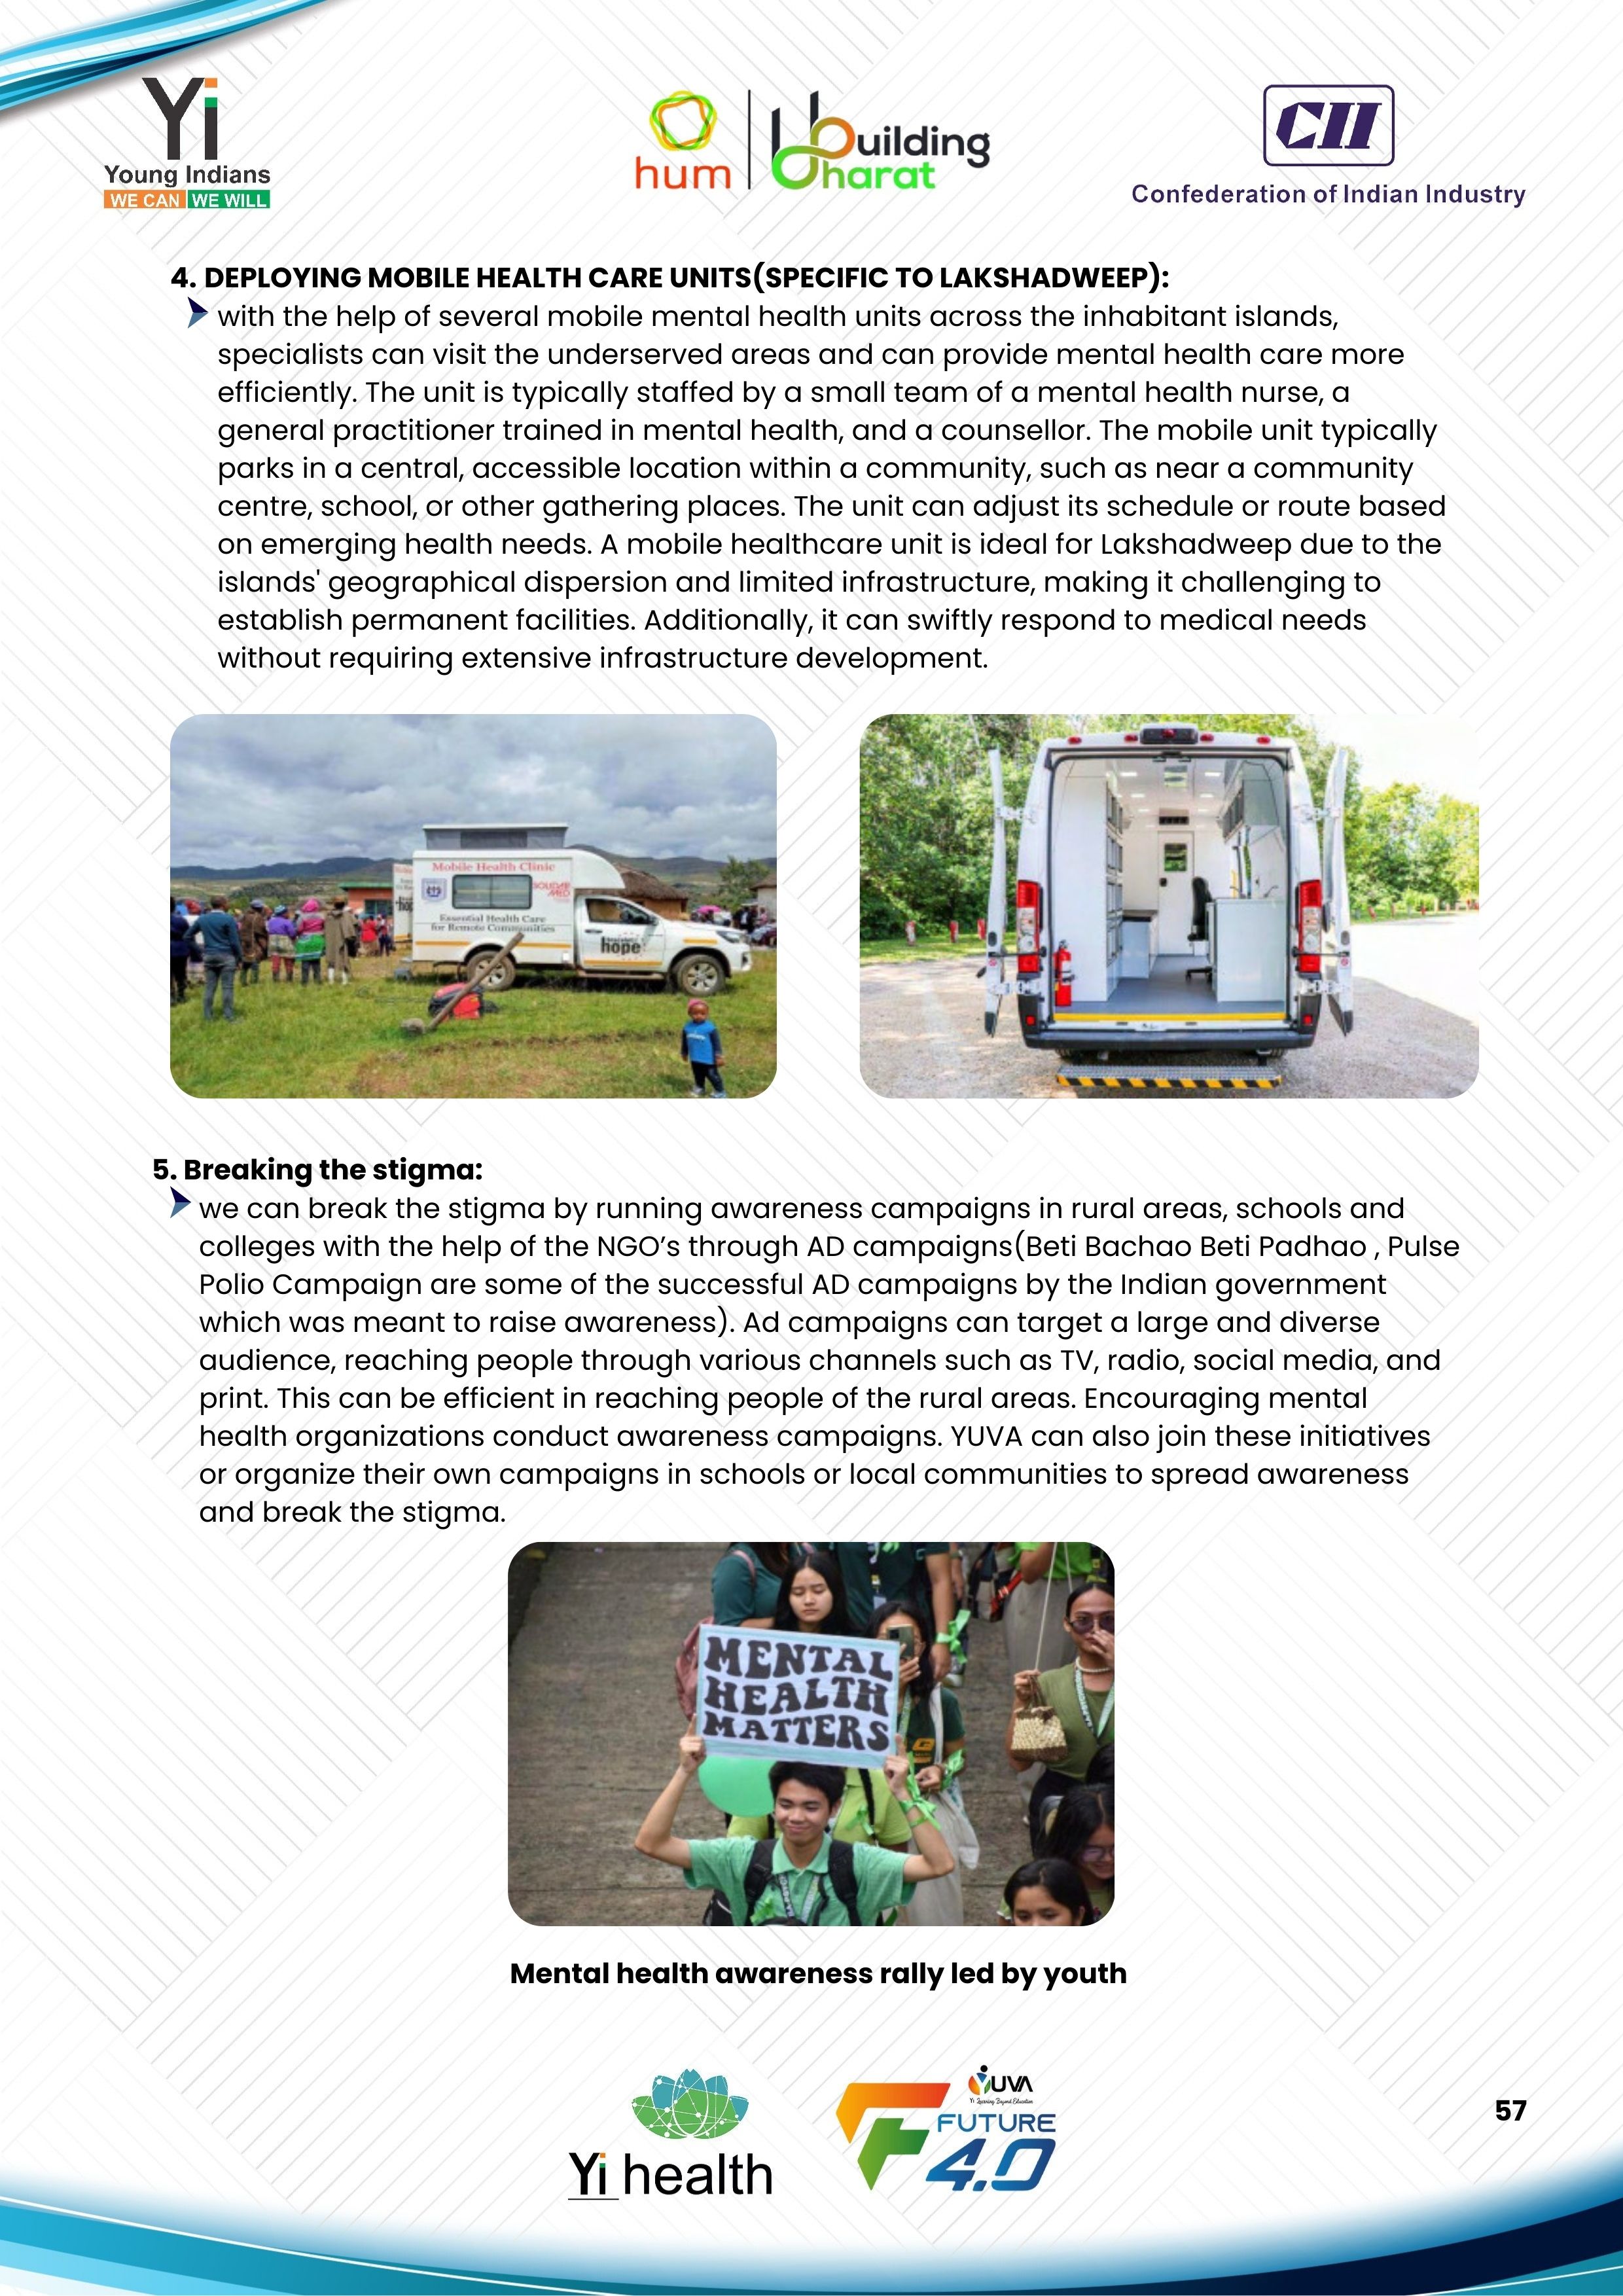 Yi
Young Indians
WE CAN WE WILL
hum
Building
Bharat
CII
Confederation of Indian Industry
4. DEPLOYING MOBILE HEALTH CARE UNITS(SPECIFIC TO LAKSHADWEEP):
with the help of several mobile mental health units across the inhabitant islands,
specialists can visit the underserved areas and can provide mental health care more
efficiently. The unit is typically staffed by a small team of a mental health nurse, a
general practitioner trained in mental health, and a counsellor. The mobile unit typically
parks in a central, accessible location within a community, such as near a community
centre, school, or other gathering places. The unit can adjust its schedule or route based
on emerging health needs. A mobile healthcare unit is ideal for Lakshadweep due to the
islands' geographical dispersion and limited infrastructure, making it challenging to
establish permanent facilities. Additionally, it can swiftly respond to medical needs
without requiring extensive infrastructure development.
Mobile Health Clinic
SOLIDAR
MED
Essential Health Care
for Remote Communities
hope
5. Breaking the stigma:
we can break the stigma by running awareness campaigns in rural areas, schools and
colleges with the help of the NGO’s through AD campaigns(Beti Bachao Beti Padhao , Pulse
Polio Campaign are some of the successful AD campaigns by the Indian government
which was meant to raise awareness). Ad campaigns can target a large and diverse
audience, reaching people through various channels such as TV, radio, social media, and
print. This can be efficient in reaching people of the rural areas. Encouraging mental
health organizations conduct awareness campaigns. YUVA can also join these initiatives
or organize their own campaigns in schools or local communities to spread awareness
and break the stigma.
MENTAL
HEALTH
MATTERS
Mental health awareness rally led by youth
Yi health
YUVA
Yi Learning Beyond Education
FUTURE
4.0
57